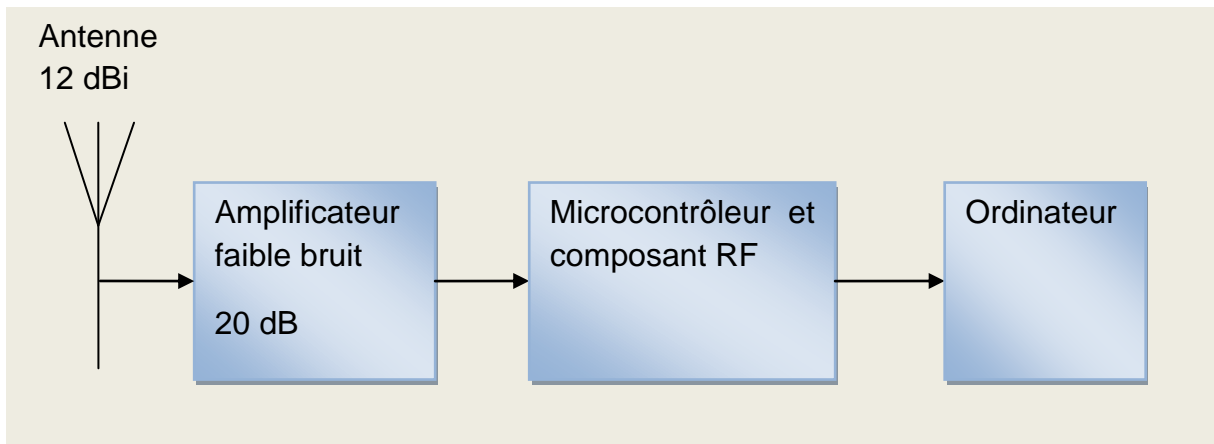 Antenne
12 dBi
Amplificateur
faible bruit
20 dB
Microcontrôleur et
composant RF
Ordinateur